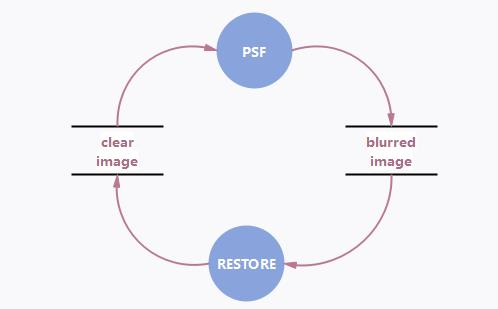 PSF
clear
image
blurred
image
RESTORE